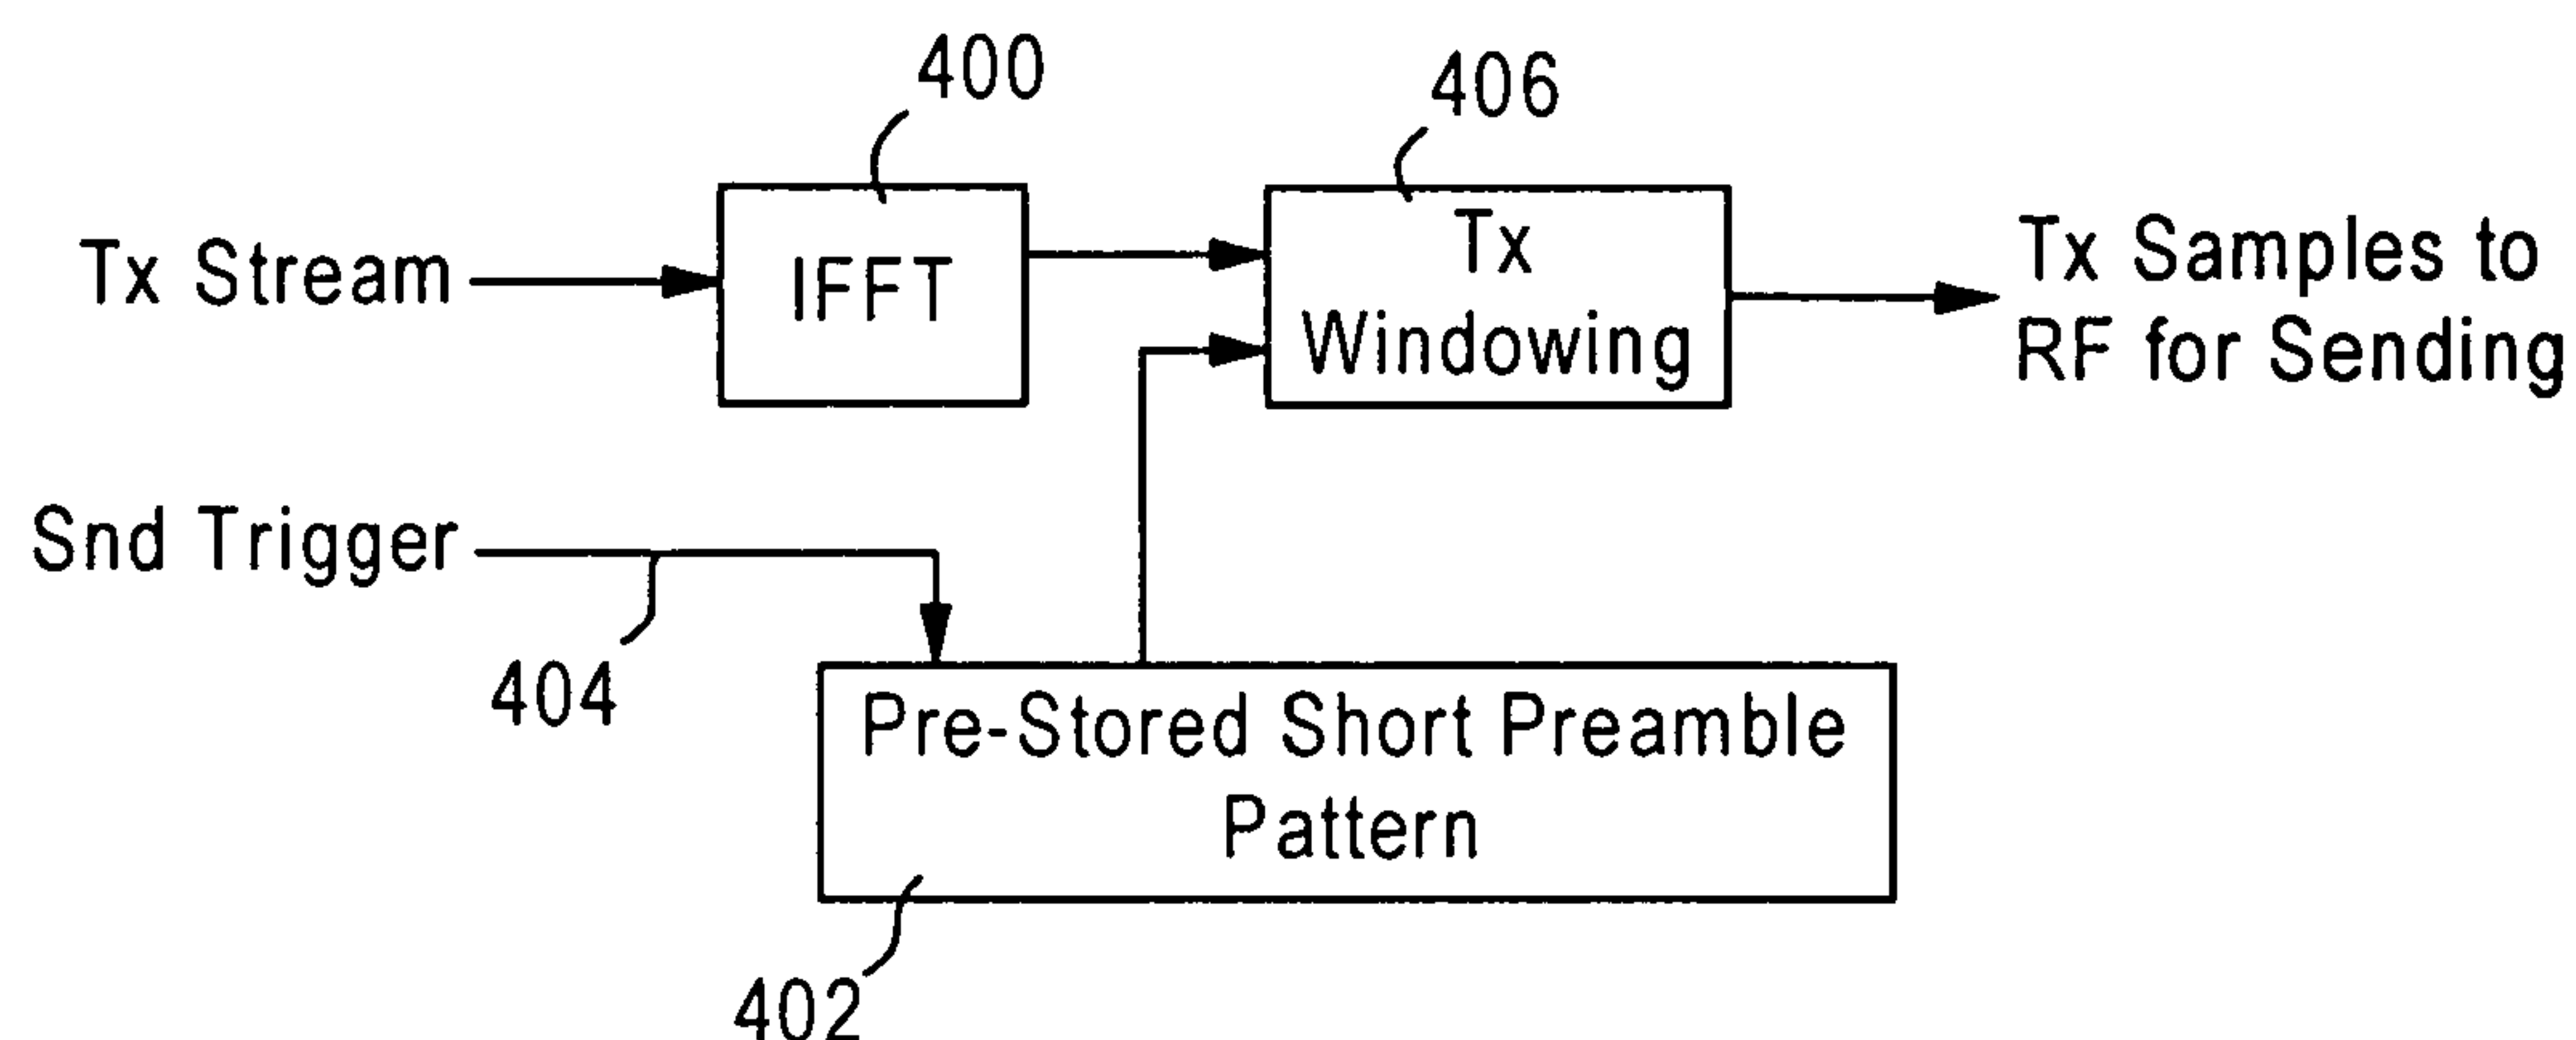 400
406
Tx Stream
IFFT
Tx
Windowing
Tx Samples to
RF for Sending
Snd Trigger
404
Pre-Stored Short Preamble
Pattern
402